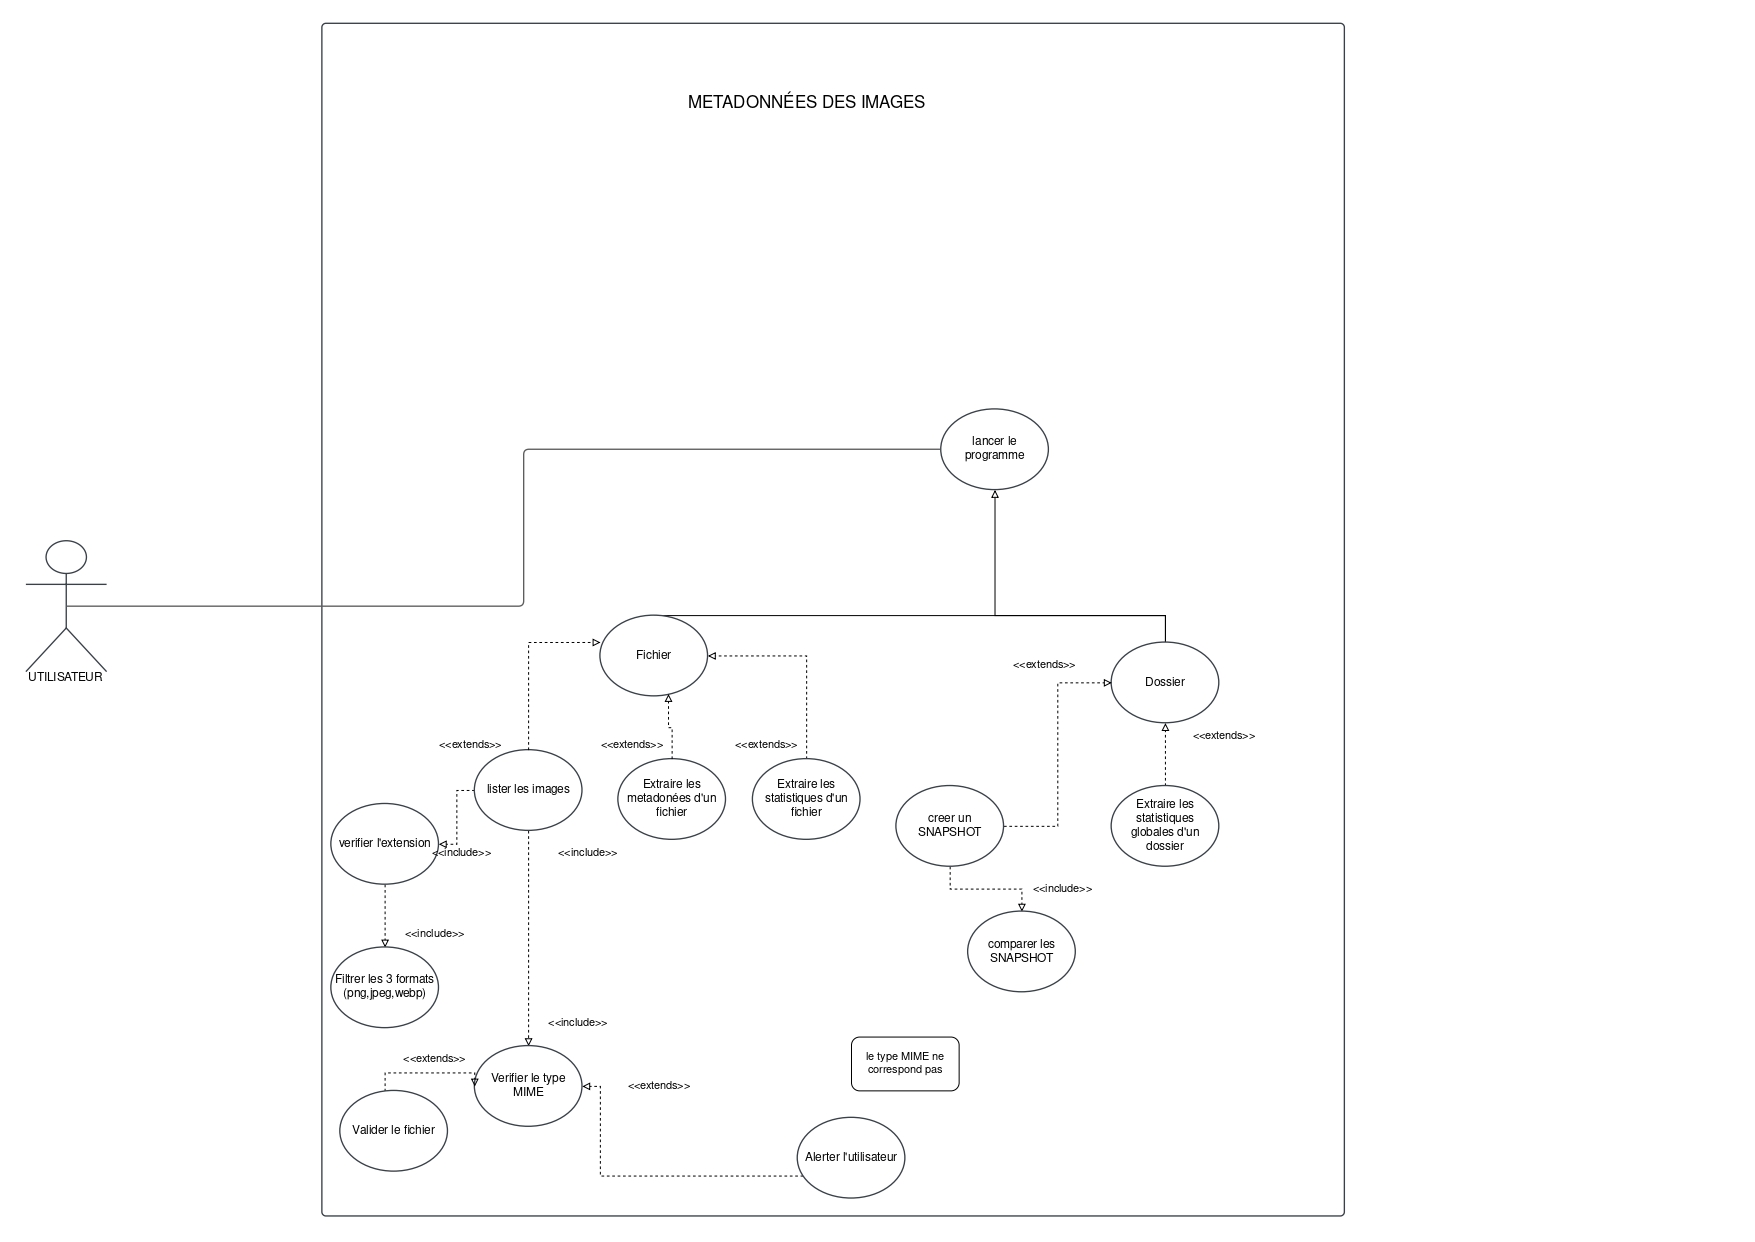 METADONNÉES DES IMAGES
lancer le
programme
UTILISATEUR
Fichier
<<extends>>
Dossier
<<extends>>
<<extends>>
<<extends>>
<<extends>>
lister les images
Extraire les
metadonées d'un
fichier
Extraire les
statistiques d'un
fichier
creer un
SNAPSHOT
Extraire les
statistiques
globales d'un
dossier
verifier l'extension
<<include>>
<<include>>
<<include>>
<<include>>
comparer les
SNAPSHOT
Filtrer les 3 formats
(png,jpeg,webp)
<<include>>
<<extends>>
Verifier le type
MIME
<<extends>>
le type MIME ne
correspond pas
Valider le fichier
Alerter l'utilisateur